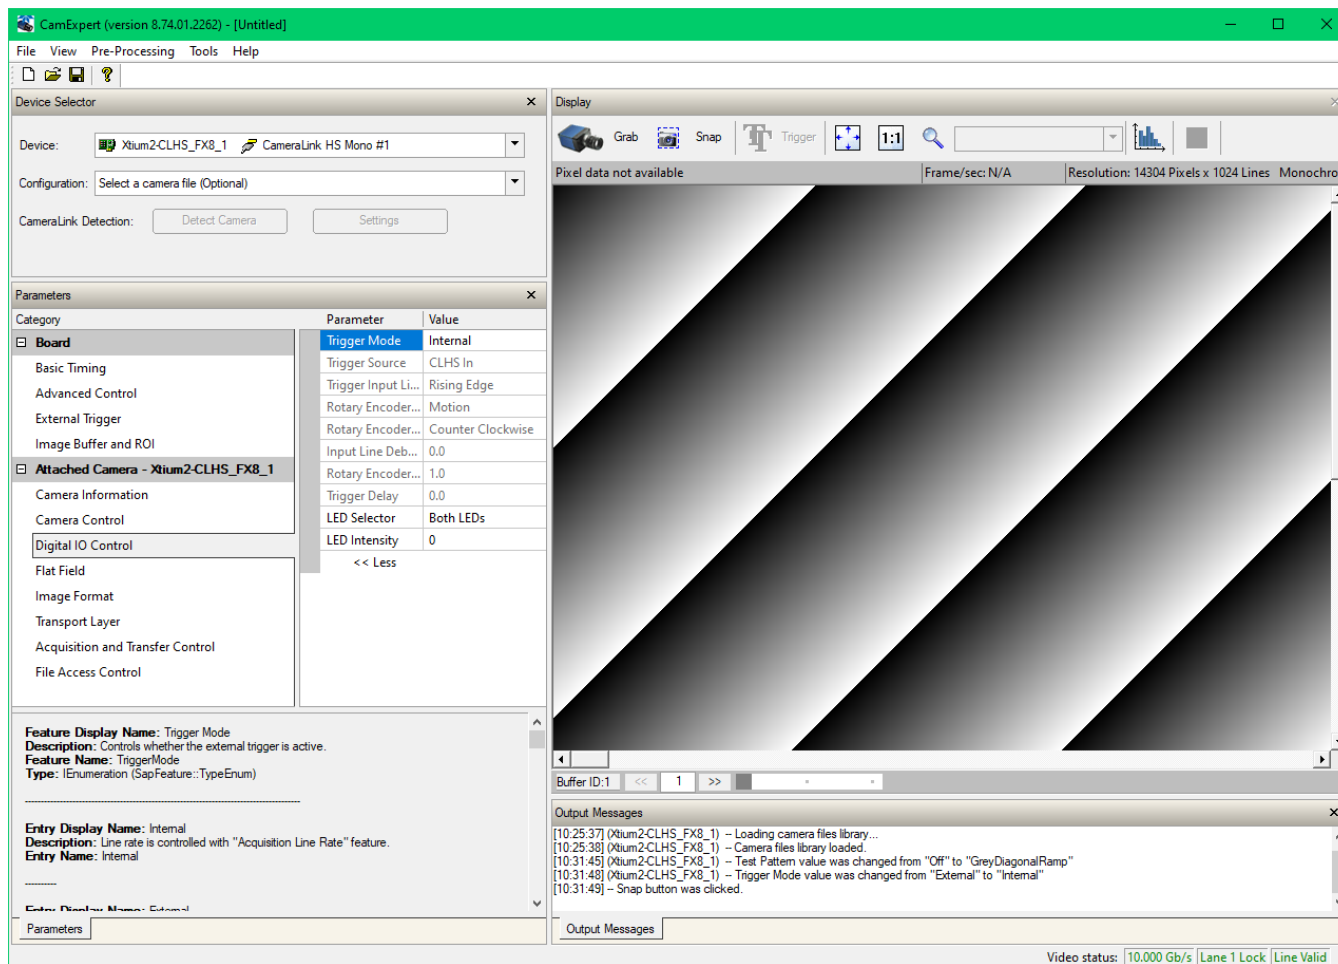 CamExpert (version 8.74.01.2262) - [Untitled]
File View Pre-Processing Tools Help
Device Selector
Device: Xtium2-CLHS_FX8_1 CameraLink HS Mono #1
Configuration: Select a camera file (Optional)
CameraLink Detection: Detect Camera Settings
Parameters
Category
Board
Basic Timing
Advanced Control
External Trigger
Image Buffer and ROI
Attached Camera - Xtium2-CLHS_FX8_1
Camera Information
Camera Control
Digital IO Control
Flat Field
Image Format
Transport Layer
Acquisition and Transfer Control
File Access Control
Parameter Value
Trigger Mode Internal
Trigger Source CLHS In
Trigger Input Li... Rising Edge
Rotary Encoder... Motion
Rotary Encoder... Counter Clockwise
Input Line Deb... 0.0
Rotary Encoder... 1.0
Trigger Delay 0.0
LED Selector Both LEDs
LED Intensity 0
<< Less
Feature Display Name: Trigger Mode
Description: Controls whether the external trigger is active.
Feature Name: TriggerMode
Type: IEnumeration (SapFeature::TypeEnum)
Entry Display Name: Internal
Description: Line rate is controlled with "Acquisition Line Rate" feature.
Entry Name: Internal
Entry Display Name: External
Parameters
Display
Grab Snap Trigger 1:1
Pixel data not available Frame/sec: N/A Resolution: 14304 Pixels x 1024 Lines Monochro
Buffer ID:1 << 1 >>
Output Messages
[10:25:37] (Xtium2-CLHS_FX8_1) -- Loading camera files library...
[10:25:38] (Xtium2-CLHS_FX8_1) -- Camera files library loaded.
[10:31:45] (Xtium2-CLHS_FX8_1) -- Test Pattern value was changed from "Off" to "GreyDiagonalRamp"
[10:31:48] (Xtium2-CLHS_FX8_1) -- Trigger Mode value was changed from "External" to "Internal"
[10:31:49] -- Snap button was clicked.
Output Messages
Video status: 10.000 Gb/s Lane 1 Lock Line Valid